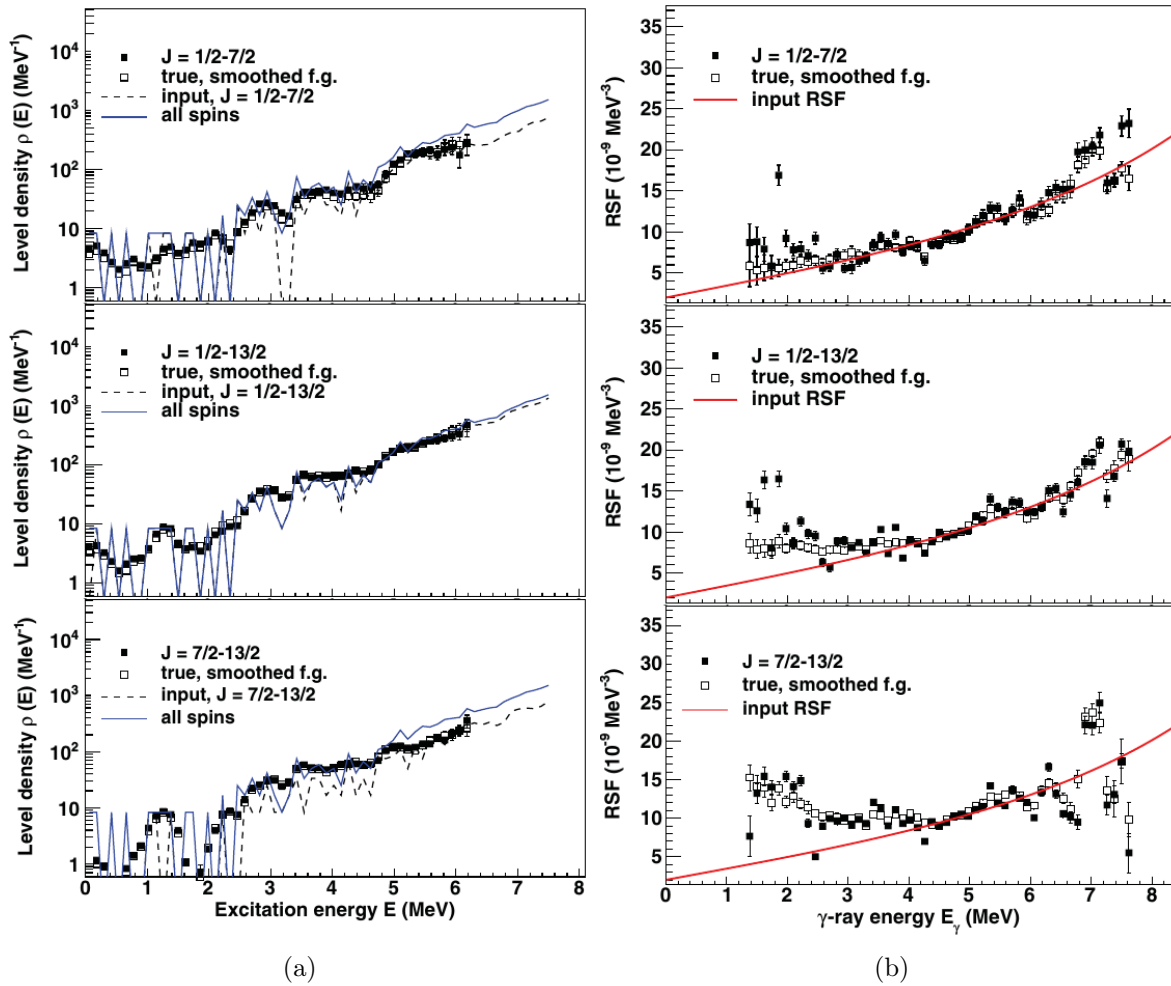 Level density ρ (E) (MeV⁻¹)
10⁴
10³
10²
10
1
J = 1/2-7/2
true, smoothed f.g.
input, J = 1/2-7/2
all spins
Level density ρ (E) (MeV⁻¹)
10⁴
10³
10²
10
1
J = 1/2-13/2
true, smoothed f.g.
input, J = 1/2-13/2
all spins
Level density ρ (E) (MeV⁻¹)
10⁴
10³
10²
10
1
J = 7/2-13/2
true, smoothed f.g.
input, J = 7/2-13/2
all spins
0 1 2 3 4 5 6 7 8
Excitation energy E (MeV)
(a)
RSF (10⁻⁹ MeV⁻³)
35
30
25
20
15
10
5
J = 1/2-7/2
true, smoothed f.g.
input RSF
RSF (10⁻⁹ MeV⁻³)
35
30
25
20
15
10
5
J = 1/2-13/2
true, smoothed f.g.
input RSF
RSF (10⁻⁹ MeV⁻³)
35
30
25
20
15
10
5
J = 7/2-13/2
true, smoothed f.g.
input RSF
0 1 2 3 4 5 6 7 8
γ-ray energy Eγ (MeV)
(b)